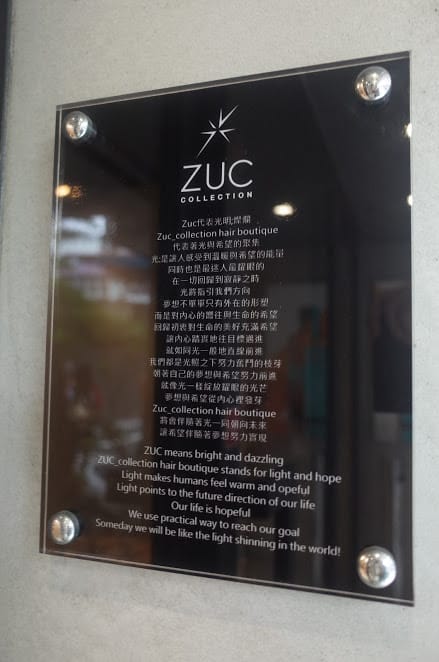 ZUC
COLLECTION
Zuc代表光明;燦爛
Zuc_collection hair boutique
代表著光與希望的聚集
光;是讓人感受到溫暖與希望的能量
同時也是最迷人最耀眼的
在一切回歸到寂靜之時
光將指引我們方向
夢想不單單只有外在的形塑
而是對內心的嚮往與生命的希望
回歸初衷對生命的美好充滿希望
讓內心踏實地往目標邁進
就如同光一般地直線前進
我們都是光照之下努力奮鬥的枝芽
朝著自己的夢想與希望努力前進
就像光一樣綻放耀眼的光芒
夢想與希望從內心裡發芽
Zuc_collection hair boutique
將會伴隨著光一同朝向未來
讓希望伴隨著夢想努力實現
ZUC means bright and dazzling
ZUC_collection hair boutique stands for light and hope
Light makes humans feel warm and opeful
Light points to the future direction of our life
Our life is hopeful
We use practical way to reach our goal
Someday we will be like the light shinning in the world!